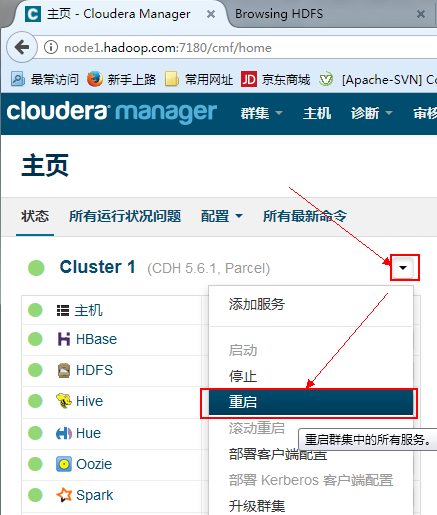 主页 - Cloudera Manager
Browsing HDFS
node1.hadoop.com:7180/cmf/home
最常访问 新手上路 常用网址 JD 京东商城 [Apache-SVN]
cloudera manager 群集 主机 诊断
主页
状态 所有运行状况问题 配置 所有最新命令
Cluster 1 (CDH 5.6.1, Parcel)
添加服务
主机
HBase
启动
HDFS
停止
Hive
重启
Hue
滚动重启
重启群集中的所有服务。
部署客户端配置
Oozie
部署 Kerberos 客户端配置
Spark
升级群集